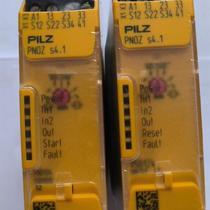 A1 13 23 33
S12 S22 S34 41
PILZ
PNOZ s4.1
Power
In1
In2
Out
Start
Fault
A1 13 23 33
S12 S22 S34 41
PILZ
PNOZ s4.1
In1
In2
Out
Reset
Fault